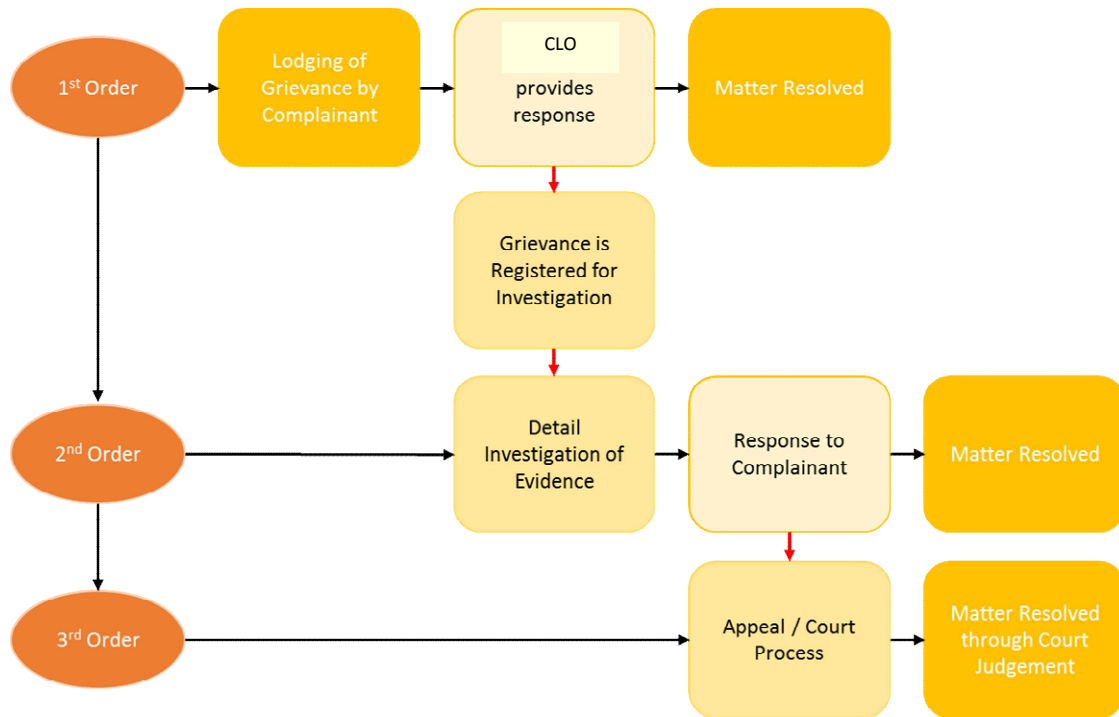 1st Order
Lodging of
Grievance by
Complainant
CLO
provides
response
Matter Resolved
Grievance is
Registered for
Investigation
2nd Order
Detail
Investigation of
Evidence
Response to
Complainant
Matter Resolved
3rd Order
Appeal / Court
Process
Matter Resolved
through Court
Judgement